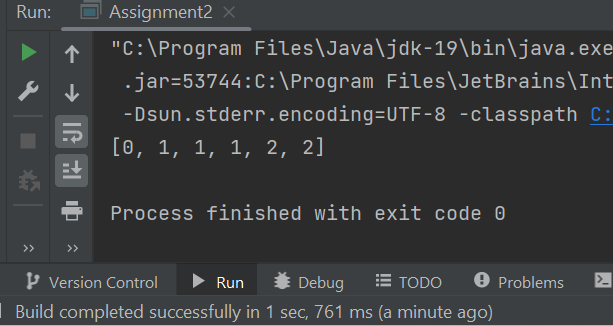 Run: Assignment2 ×
"C:\Program Files\Java\jdk-19\bin\java.exe
.jar=53744:C:\Program Files\JetBrains\Int
-Dsun.stderr.encoding=UTF-8 -classpath C:
[0, 1, 1, 1, 2, 2]
Process finished with exit code 0
Version Control Run Debug TODO Problems
Build completed successfully in 1 sec, 761 ms (a minute ago)